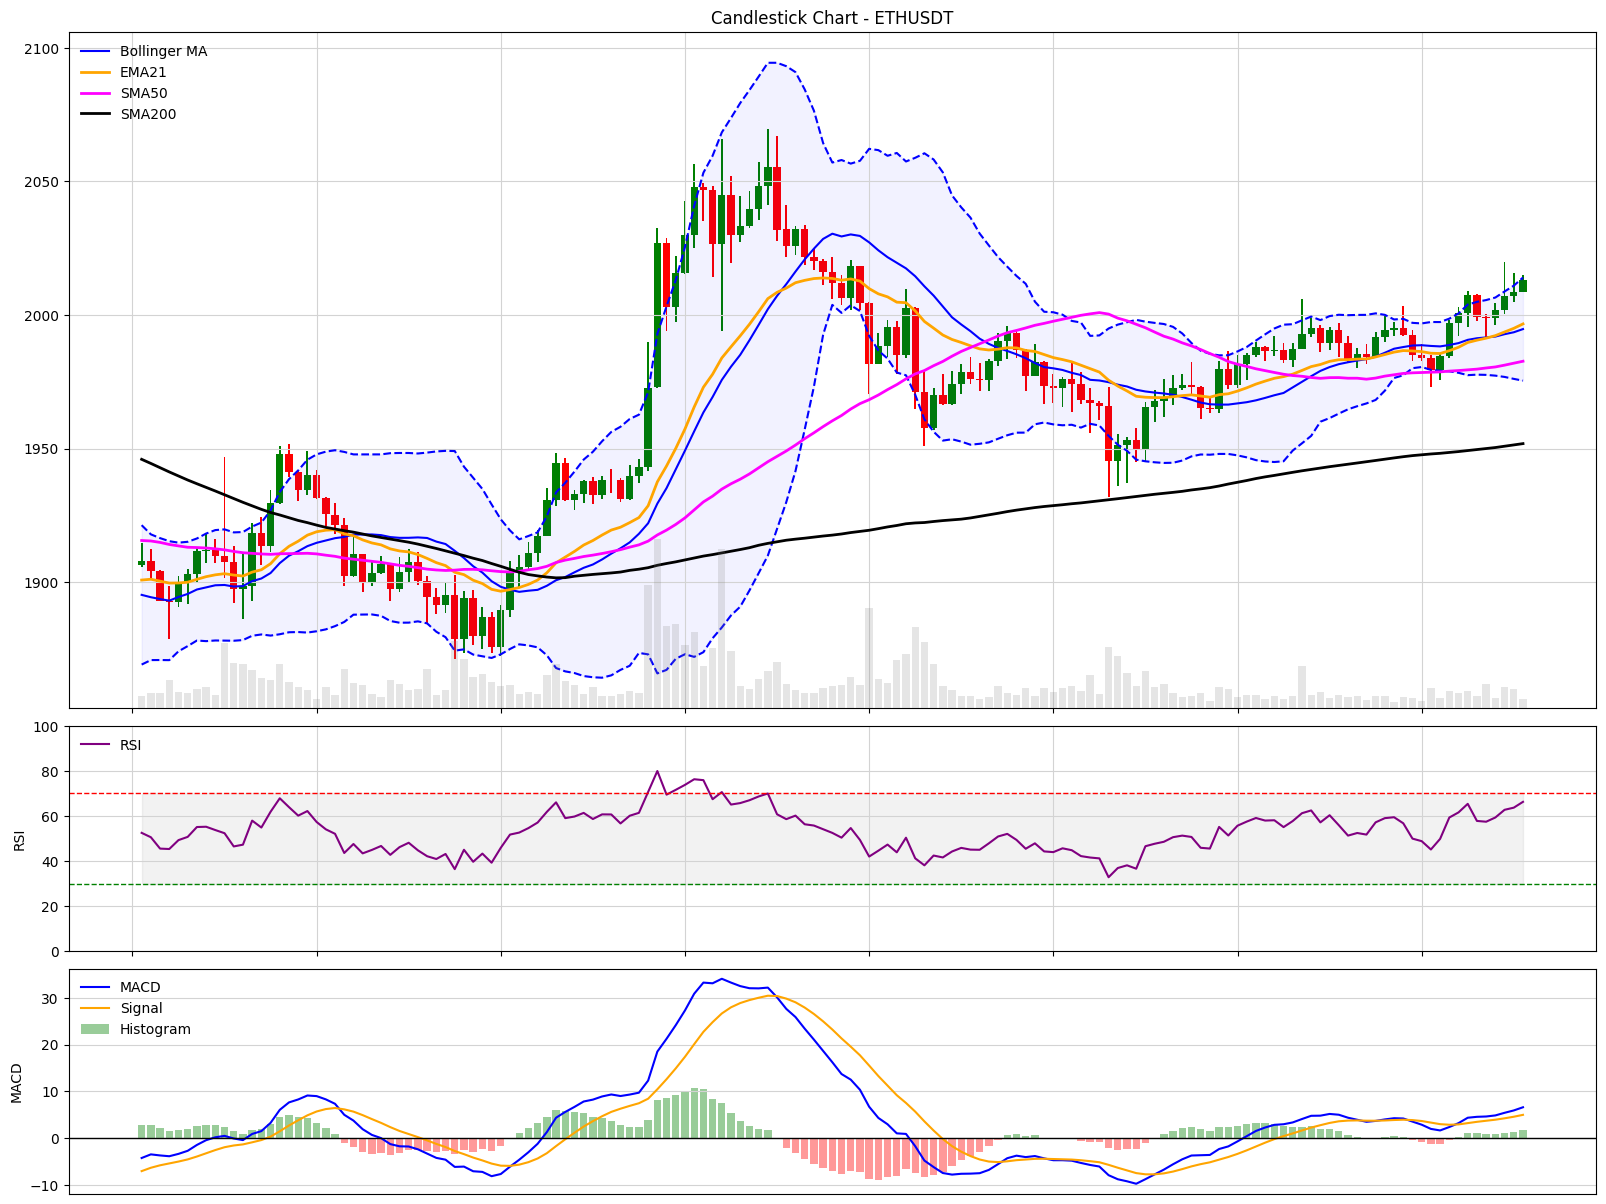 Candlestick Chart - ETHUSDT
Bollinger MA
EMA21
SMA50
SMA200
2100
2050
2000
1950
1900
RSI
100
80
60
40
20
0
RSI
MACD
Signal
Histogram
30
20
10
0
−10
MACD